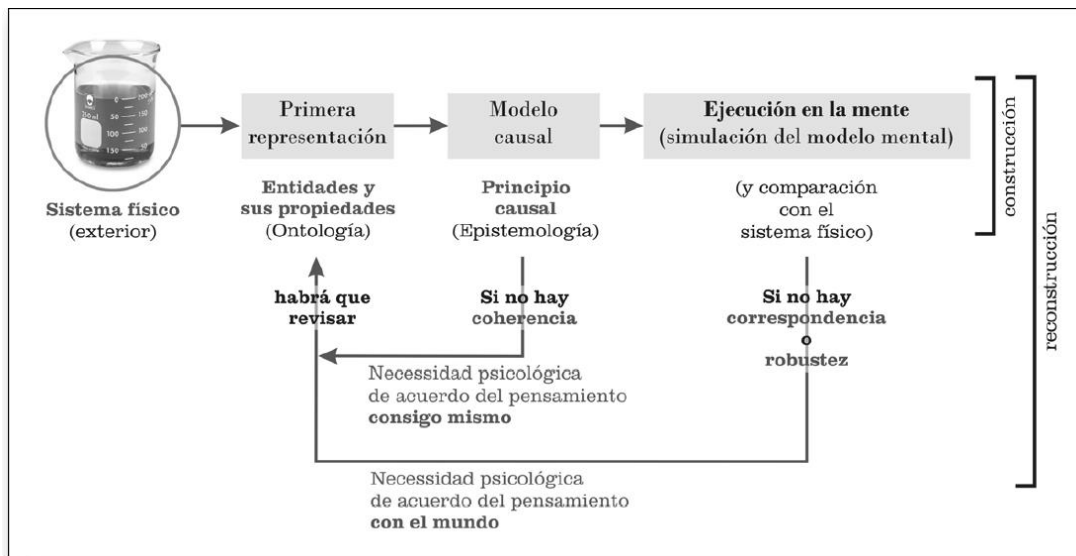 Primera
representación
Modelo
causal
Ejecución en la mente
(simulación del modelo mental)
Sistema físico
(exterior)
Entidades y
sus propiedades
(Ontología)
Principio
causal
(Epistemología)
(y comparación
con el
sistema físico)
construcción
reconstrucción
habrá que
revisar
Si no hay
coherencia
Si no hay
correspondencia
o
robustez
Necessidad psicológica
de acuerdo del pensamiento
consigo mismo
Necessidad psicológica
de acuerdo del pensamiento
con el mundo